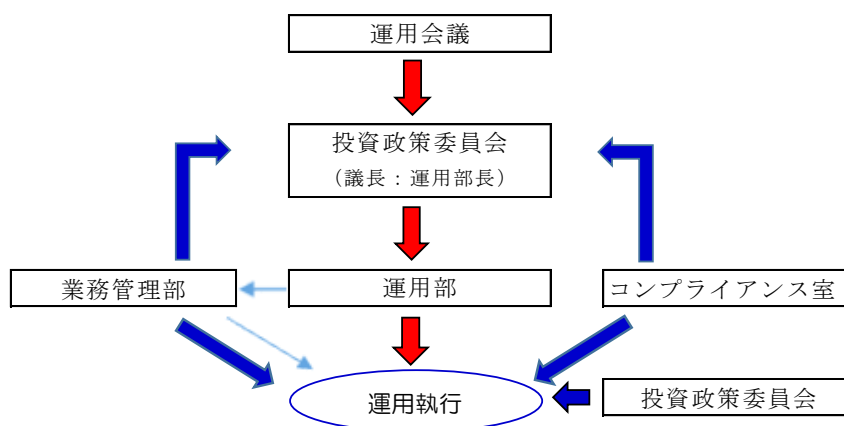 運用会議
投資政策委員会
（議長：運用部長）
業務管理部
運用部
コンプライアンス室
運用執行
投資政策委員会